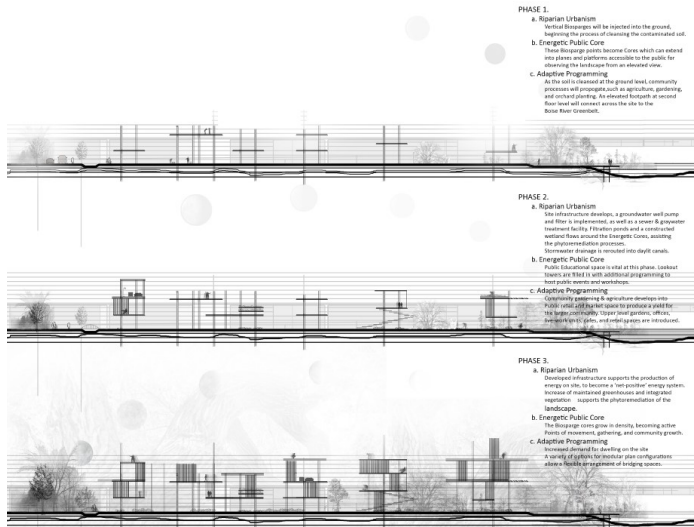 PHASE 1.
a. Riparian Urbanism
Vertical Biosparges will be injected into the ground,
beginning the process of cleansing the contaminated soil.
b. Energetic Public Core
These Biosparge points become Cores which can extend
into planes and platforms accessible to the public for
observing the landscape from an elevated view.
c. Adaptive Programming
As the soil is cleansed at the ground level, community
processes will propogate,such as agriculture, gardening,
and orchard planting. An elevated footpath at second
floor level will connect across the site to the
Boise River Greenbelt.
PHASE 2.
a. Riparian Urbanism
Site infrastructure develops, a groundwater well pump
and filter is implemented, as well as a sewer & graywater
treatment facility. Filtration ponds and a constructed
wetland flows around the Energetic Cores, assisting
the phytoremediation processes.
Stormwater drainage is rerouted into daylit canals.
b. Energetic Public Core
Public Educational space is vital at this phase. Lookout
towers are filled in with additional programming to
host public events and workshops.
c. Adaptive Programming
Community gardening & agriculture develops into
Public retail and market space to produce a yield for
the larger community. Upper level gardens, offices,
live-work units, cafes, and retail spaces are introduced.
PHASE 3.
a. Riparian Urbanism
Developed infrastructure supports the production of
energy on site, to become a 'net-positive' energy system.
Increase of maintained greenhouses and integrated
vegetation supports the phytoremediation of the
landscape.
b. Energetic Public Core
The Biosparge cores grow in density, becoming active
Points of movement, gathering, and community growth.
c. Adaptive Programming
Increased demand for dwelling on the site
A variety of options for modular plan configurations
allow a flexible arrangement of bridging spaces.